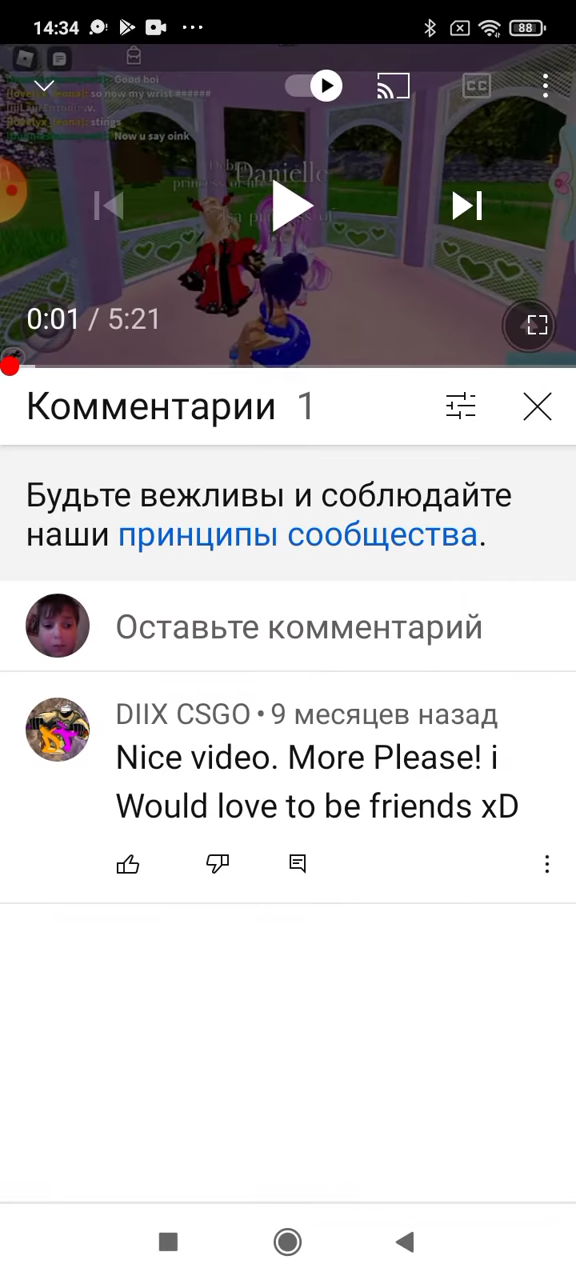 14:34
88
Good boi
so now my wrist ######
stings
Now u say oink
CC
Danielle
0:01 / 5:21
Комментарии 1
Будьте вежливы и соблюдайте
наши принципы сообщества.
Оставьте комментарий
DIIX CSGO • 9 месяцев назад
Nice video. More Please! i
Would love to be friends xD